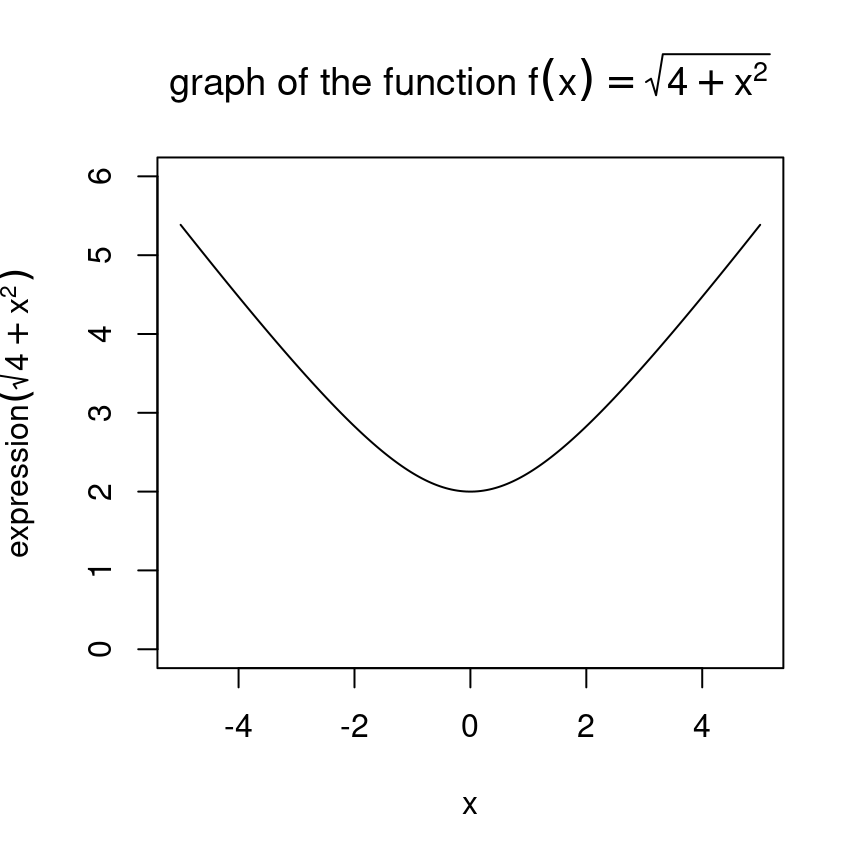 graph of the function f(x) = √4 + x²
expression(√4 + x²)
6
5
4
3
2
1
0
-4 -2 0 2 4
x